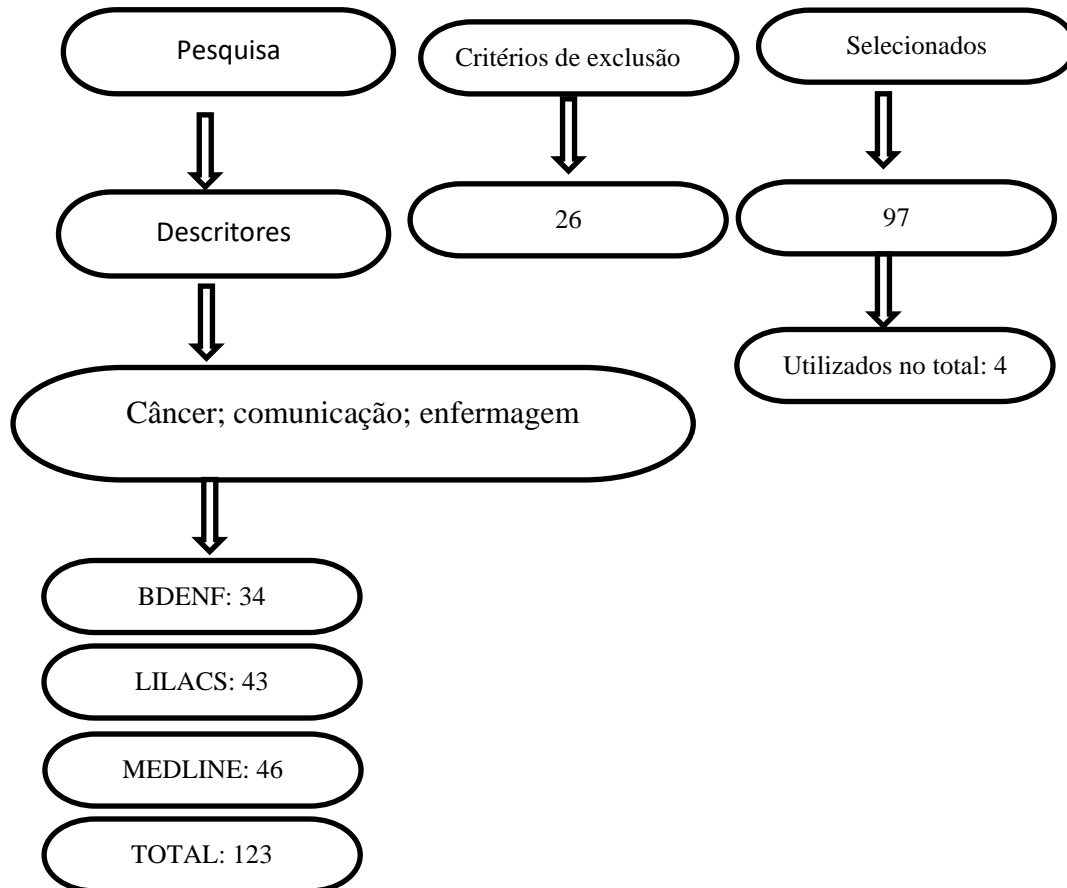 Pesquisa
Descritores
Câncer; comunicação; enfermagem
BDENF: 34
LILACS: 43
MEDLINE: 46
TOTAL: 123
Critérios de exclusão
26
Selecionados
97
Utilizados no total: 4